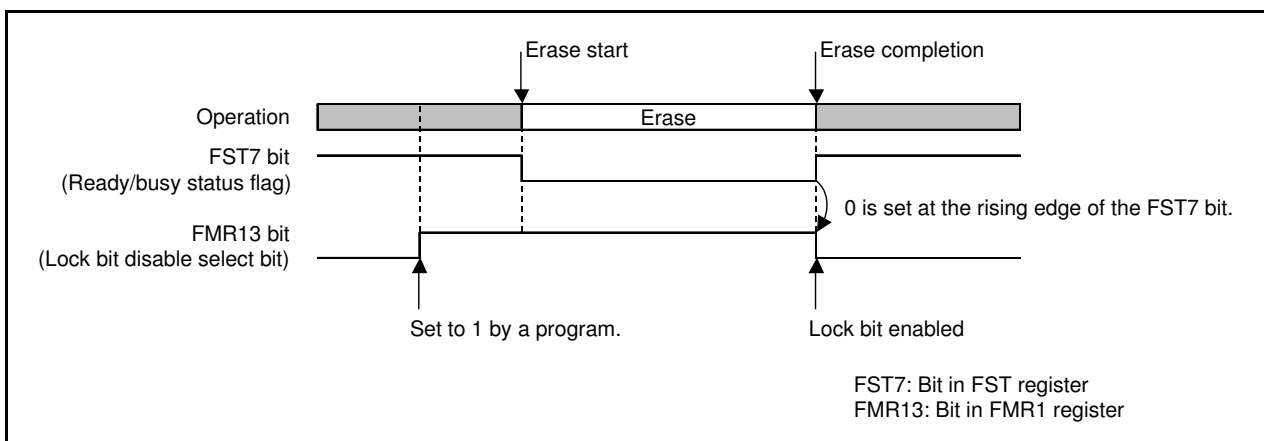 Erase start
Erase completion
Operation
Erase
FST7 bit
(Ready/busy status flag)
0 is set at the rising edge of the FST7 bit.
FMR13 bit
(Lock bit disable select bit)
Set to 1 by a program.
Lock bit enabled
FST7: Bit in FST register
FMR13: Bit in FMR1 register